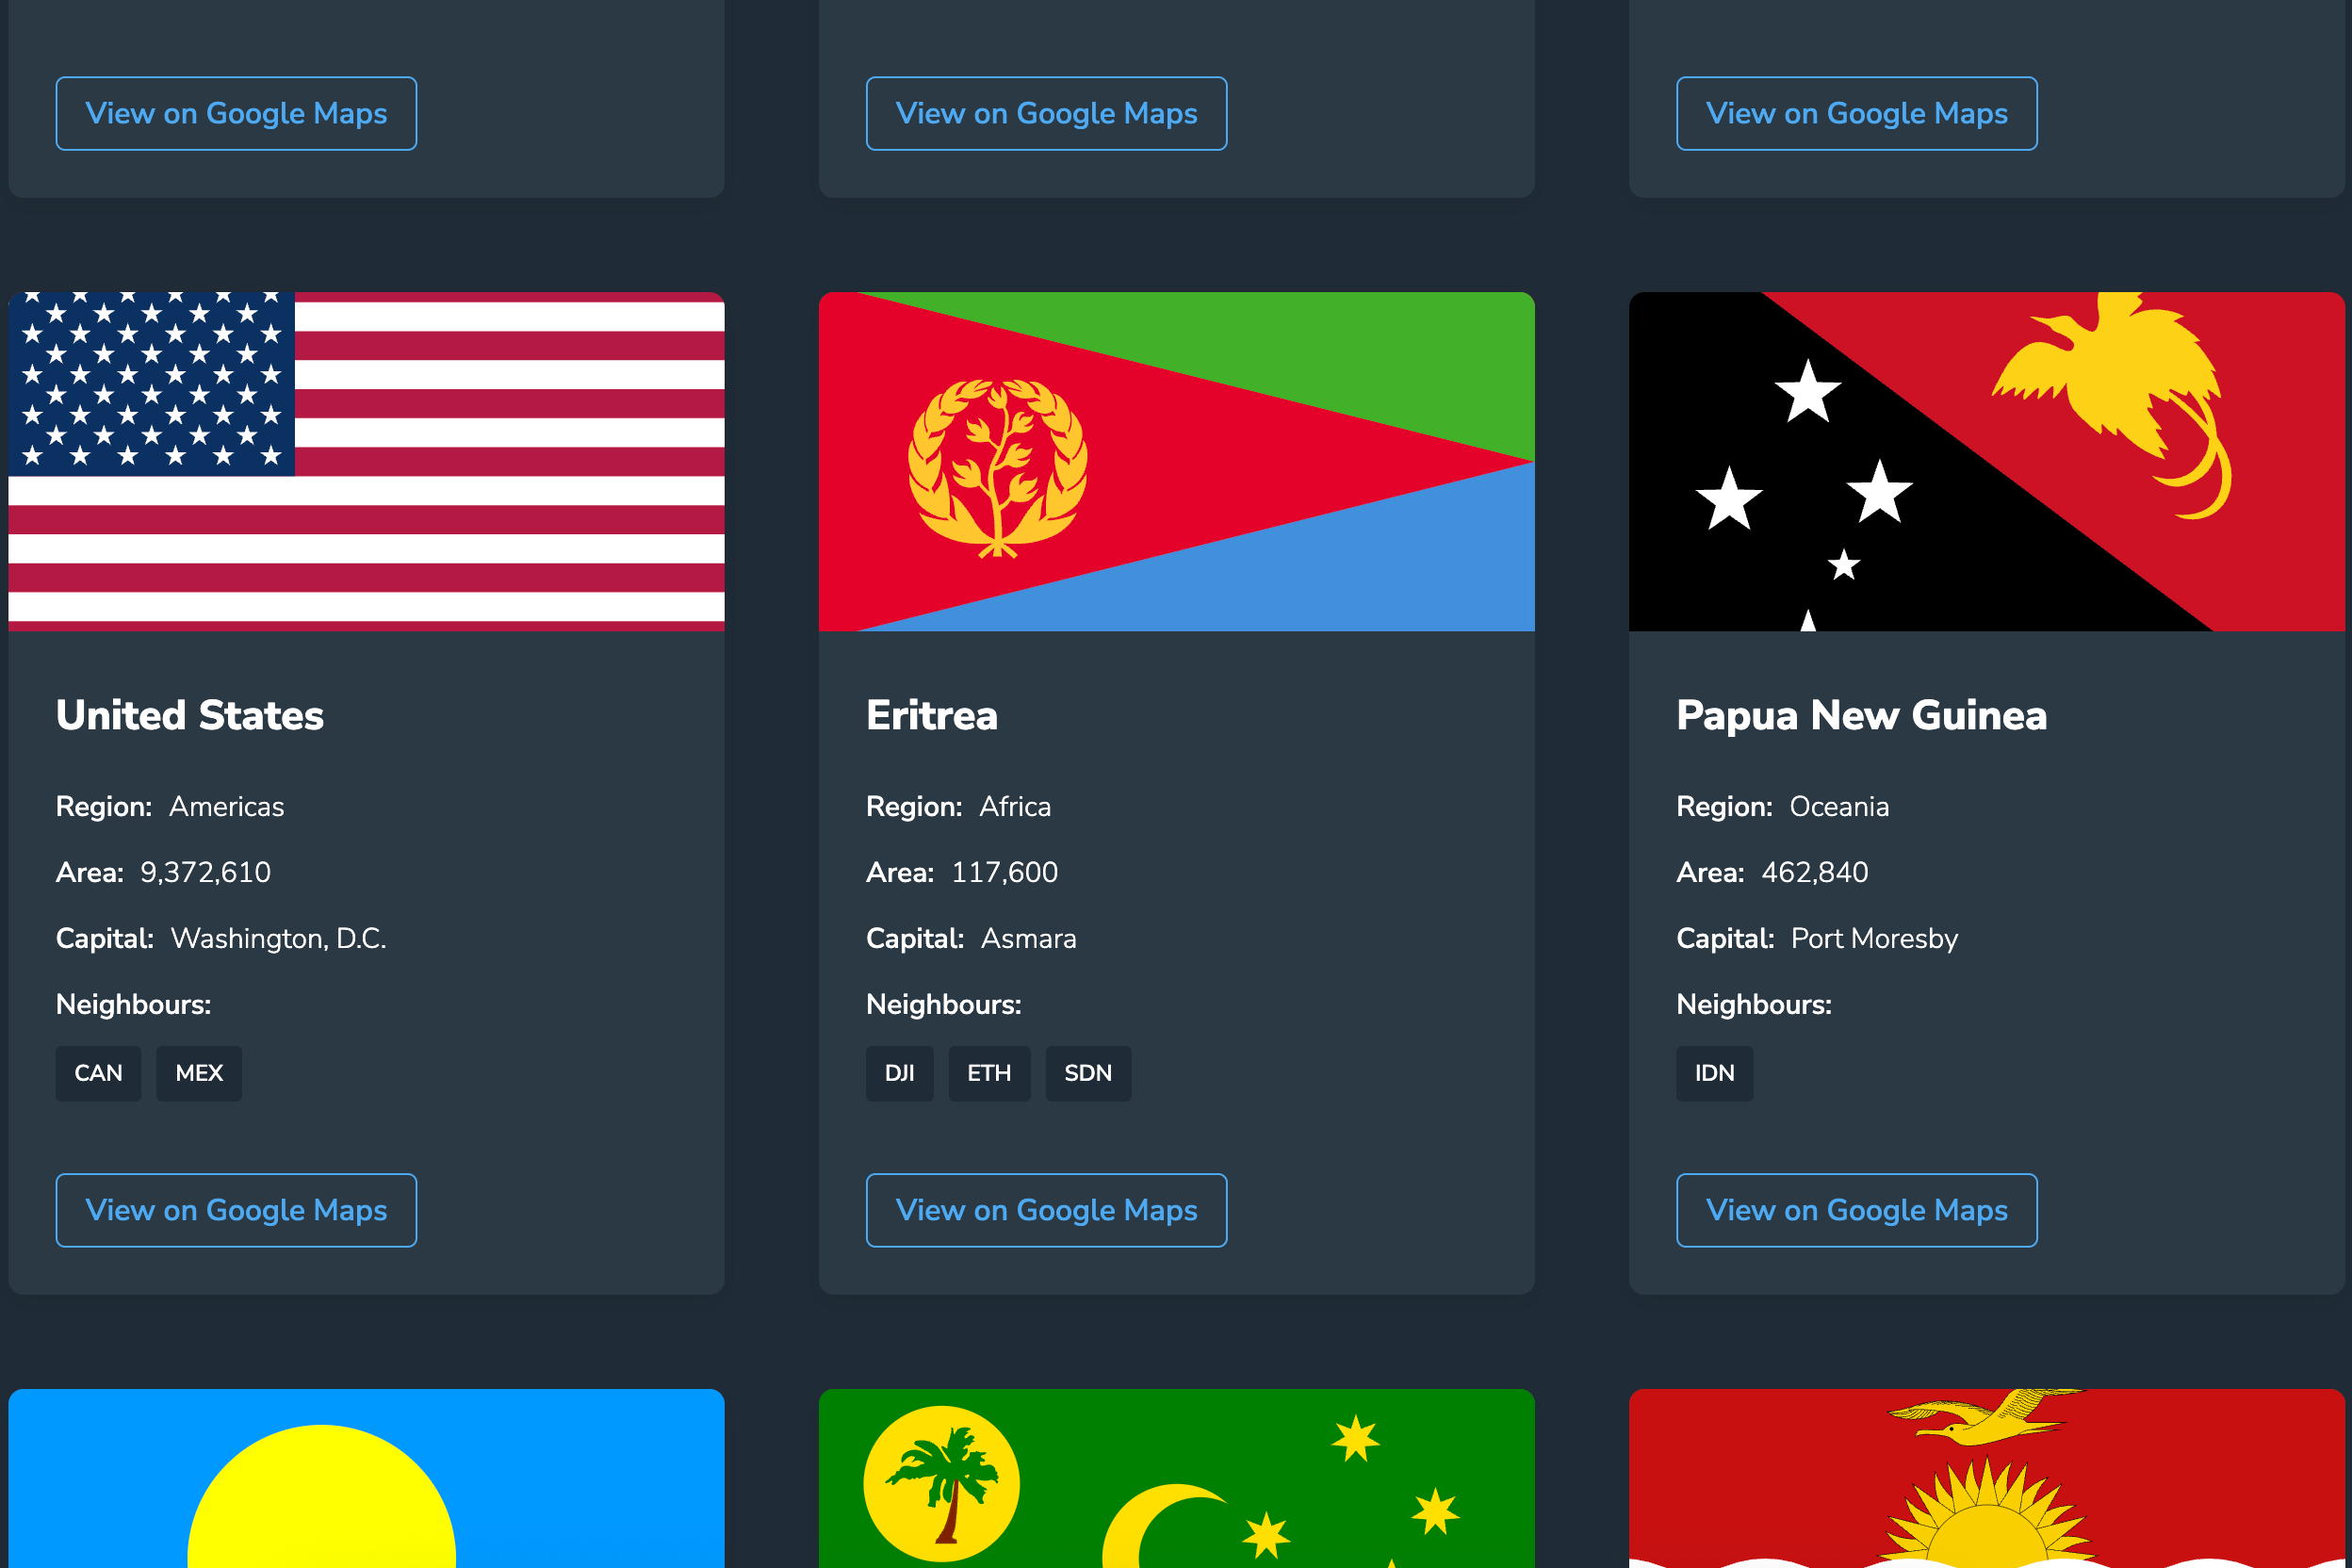 View on Google Maps
View on Google Maps
View on Google Maps
United States
Region: Americas
Area: 9,372,610
Capital: Washington, D.C.
Neighbours:
CAN MEX
View on Google Maps
Eritrea
Region: Africa
Area: 117,600
Capital: Asmara
Neighbours:
DJI ETH SDN
View on Google Maps
Papua New Guinea
Region: Oceania
Area: 462,840
Capital: Port Moresby
Neighbours:
IDN
View on Google Maps